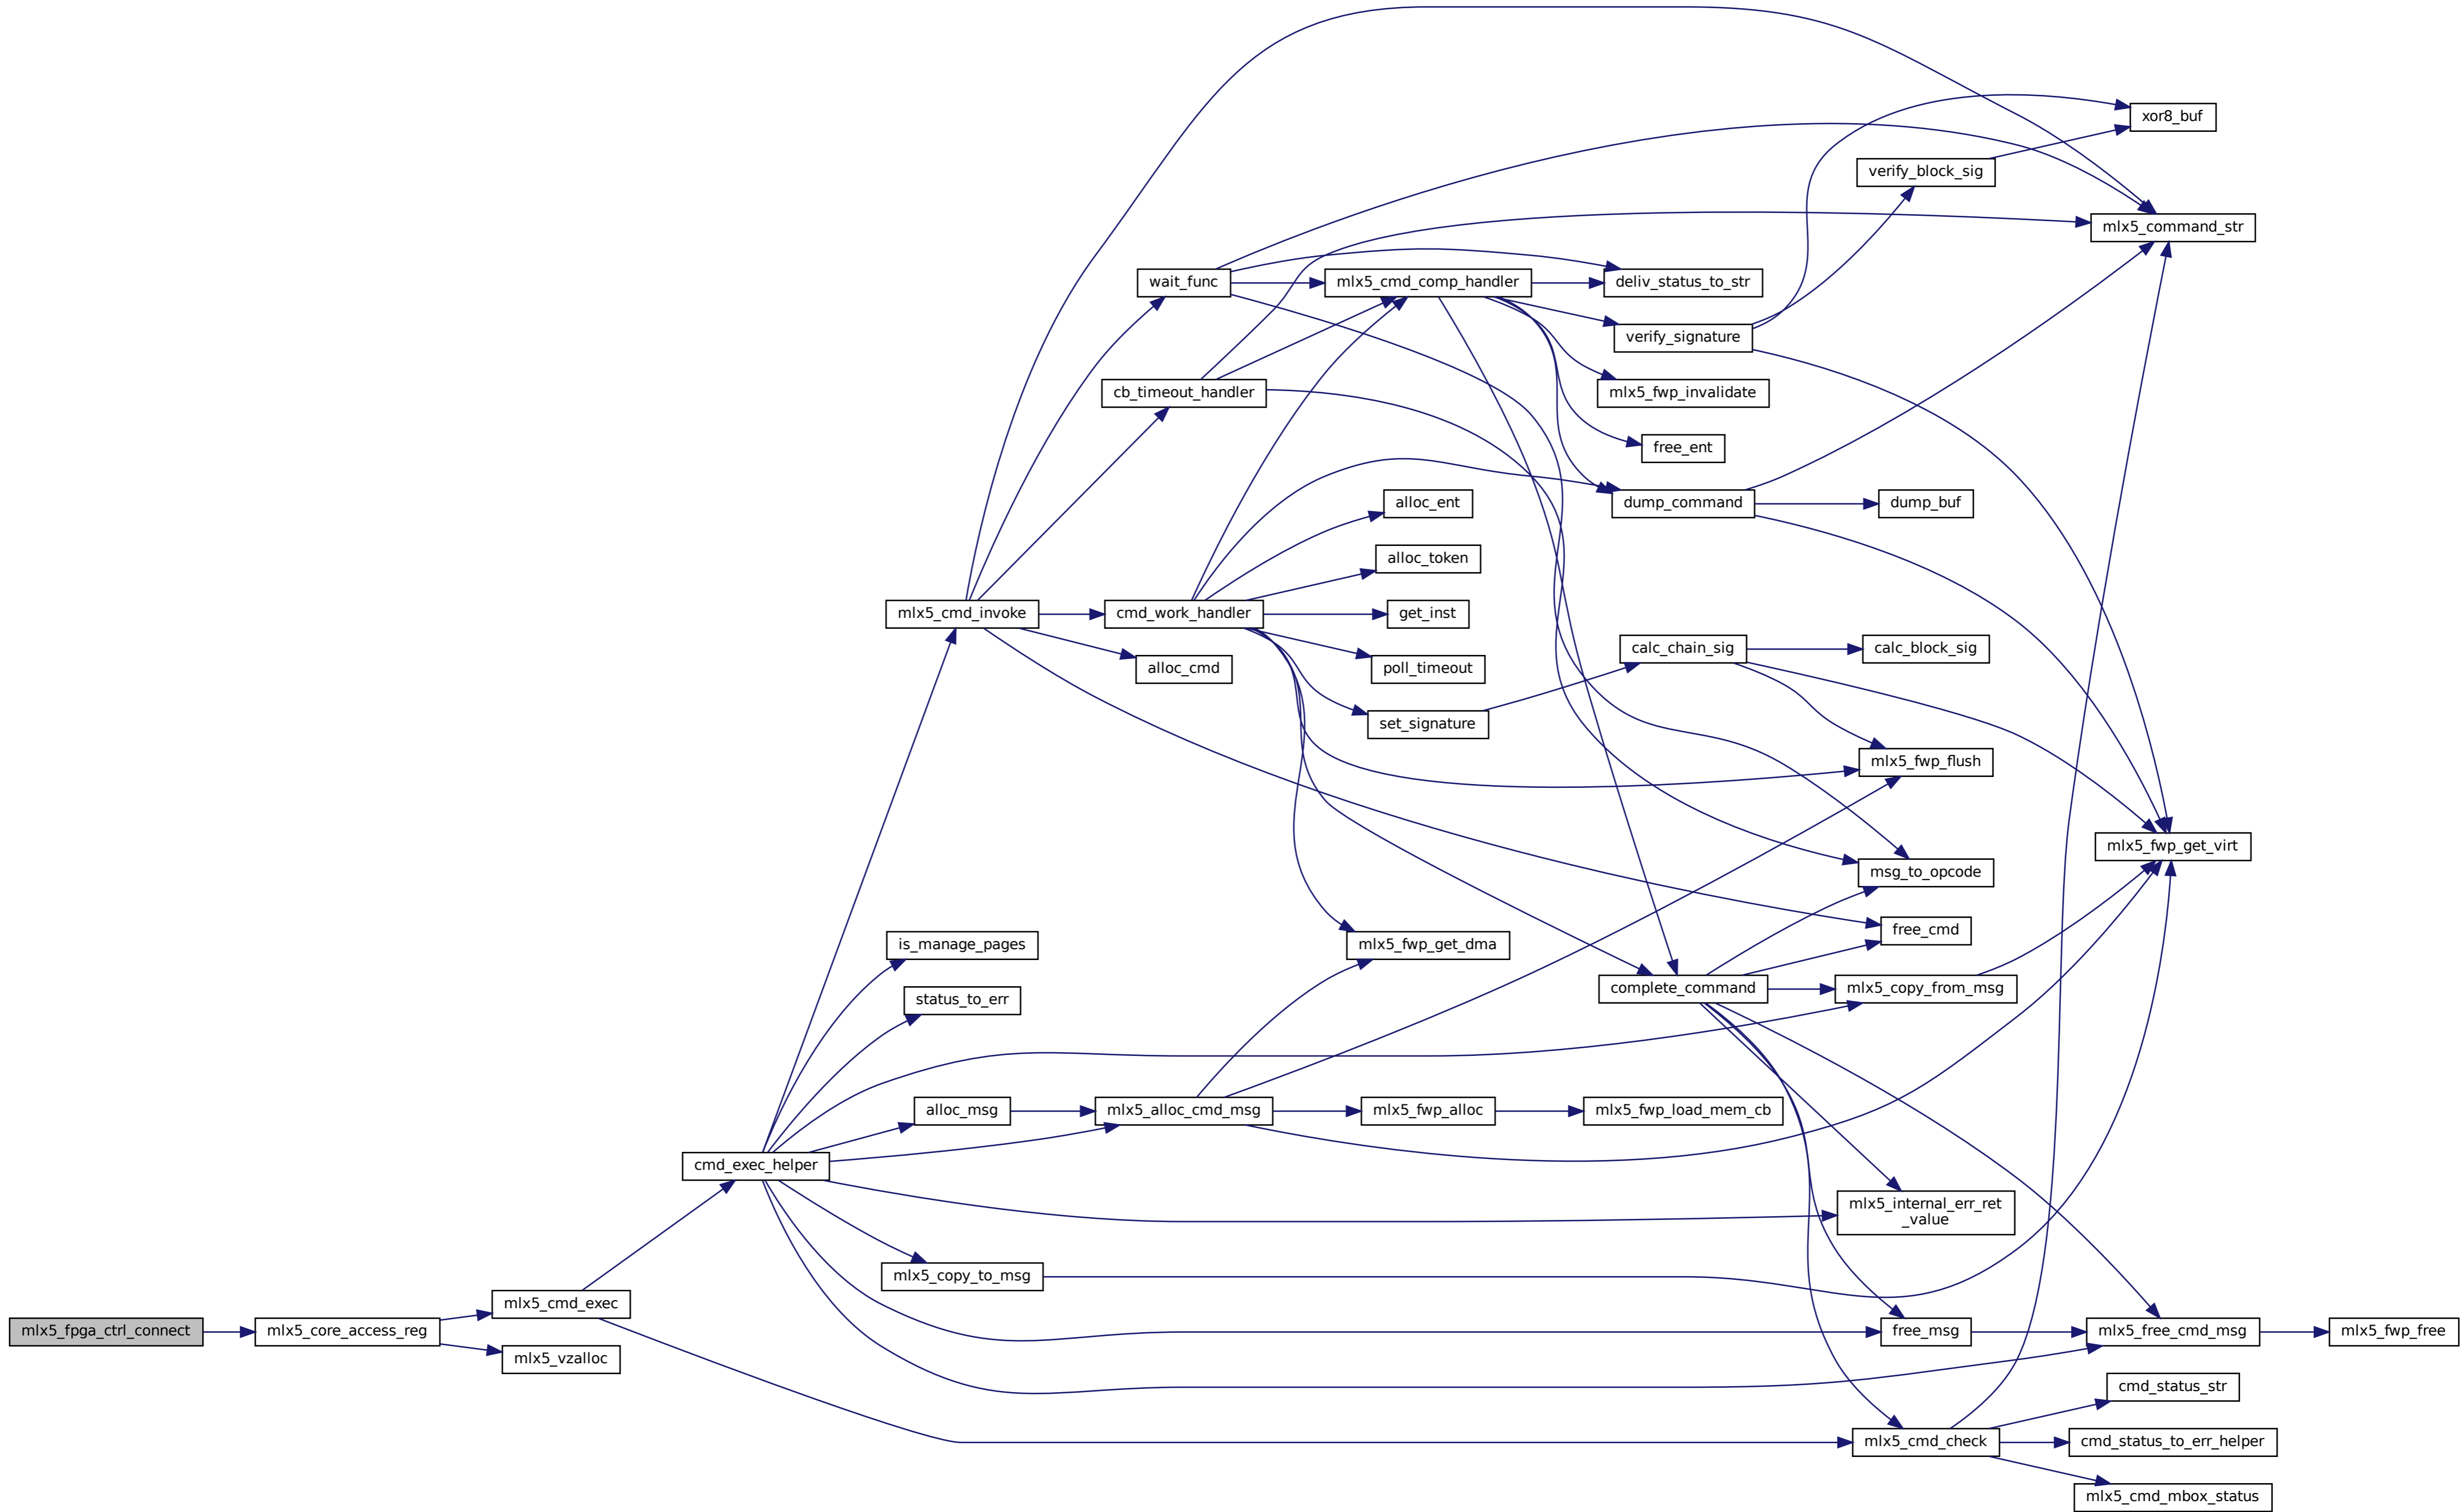 xor8_buf
verify_block_sig
mlx5_command_str
wait_func
mlx5_cmd_comp_handler
deliv_status_to_str
verify_signature
cb_timeout_handler
mlx5_fwp_invalidate
free_ent
alloc_ent
dump_command
dump_buf
alloc_token
mlx5_cmd_invoke
cmd_work_handler
get_inst
calc_chain_sig
calc_block_sig
alloc_cmd
poll_timeout
set_signature
mlx5_fwp_flush
mlx5_fwp_get_virt
msg_to_opcode
is_manage_pages
mlx5_fwp_get_dma
free_cmd
status_to_err
complete_command
mlx5_copy_from_msg
alloc_msg
mlx5_alloc_cmd_msg
mlx5_fwp_alloc
mlx5_fwp_load_mem_cb
cmd_exec_helper
mlx5_internal_err_ret
_value
mlx5_copy_to_msg
mlx5_cmd_exec
mlx5_fpga_ctrl_connect
mlx5_core_access_reg
free_msg
mlx5_free_cmd_msg
mlx5_fwp_free
mlx5_vzalloc
cmd_status_str
mlx5_cmd_check
cmd_status_to_err_helper
mlx5_cmd_mbox_status